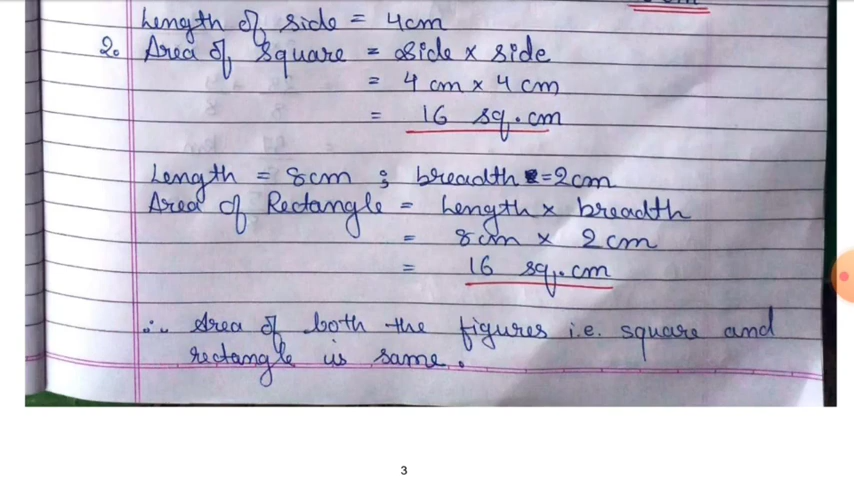 Length of side = 4cm
2. Area of square = side x side
= 4 cm x 4 cm
= 16 sq.cm
Length = 8cm ; breadth = 2cm
Area of Rectangle = Length x breadth
= 8cm x 2cm
= 16 sq.cm
∴ Area of both the figures i.e. square and
rectangle is same.
3